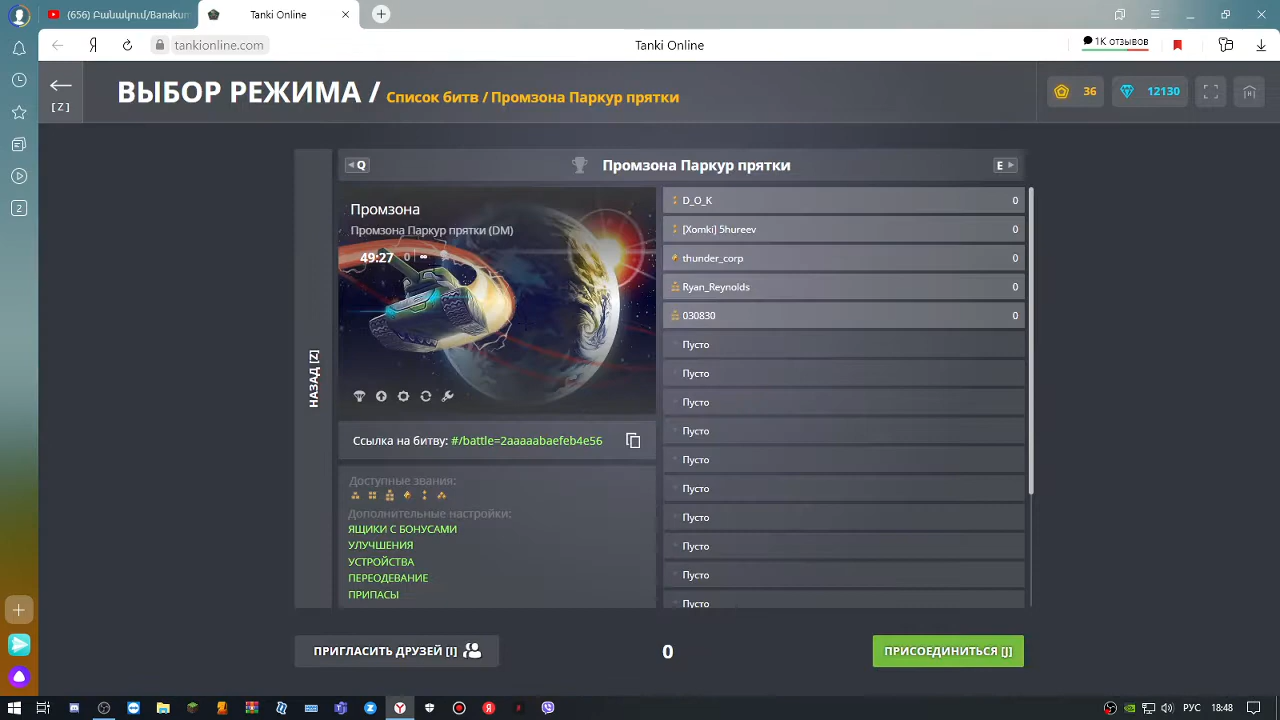 (656) Բանակում/Banakum
Tanki Online
tankionline.com
Tanki Online
1К отзывов
[Z]
ВЫБОР РЕЖИМА / Список битв / Промзона Паркур прятки
36
12130
[H]
НАЗАД [Z]
Q
Промзона Паркур прятки
E
Промзона
Промзона Паркур прятки (DM)
49:27 0 ∞
Ссылка на битву: #/battle=2aaaaabaefeb4e56
Доступные звания:
Дополнительные настройки:
ЯЩИКИ С БОНУСАМИ
УЛУЧШЕНИЯ
УСТРОЙСТВА
ПЕРЕОДЕВАНИЕ
ПРИПАСЫ
D_O_K 0
[Xomki] 5hureev 0
thunder_corp 0
Ryan_Reynolds 0
030830 0
Пусто
Пусто
Пусто
Пусто
Пусто
Пусто
Пусто
Пусто
Пусто
Пусто
ПРИГЛАСИТЬ ДРУЗЕЙ [I]
0
ПРИСОЕДИНИТЬСЯ [J]
2
РУС
18:48